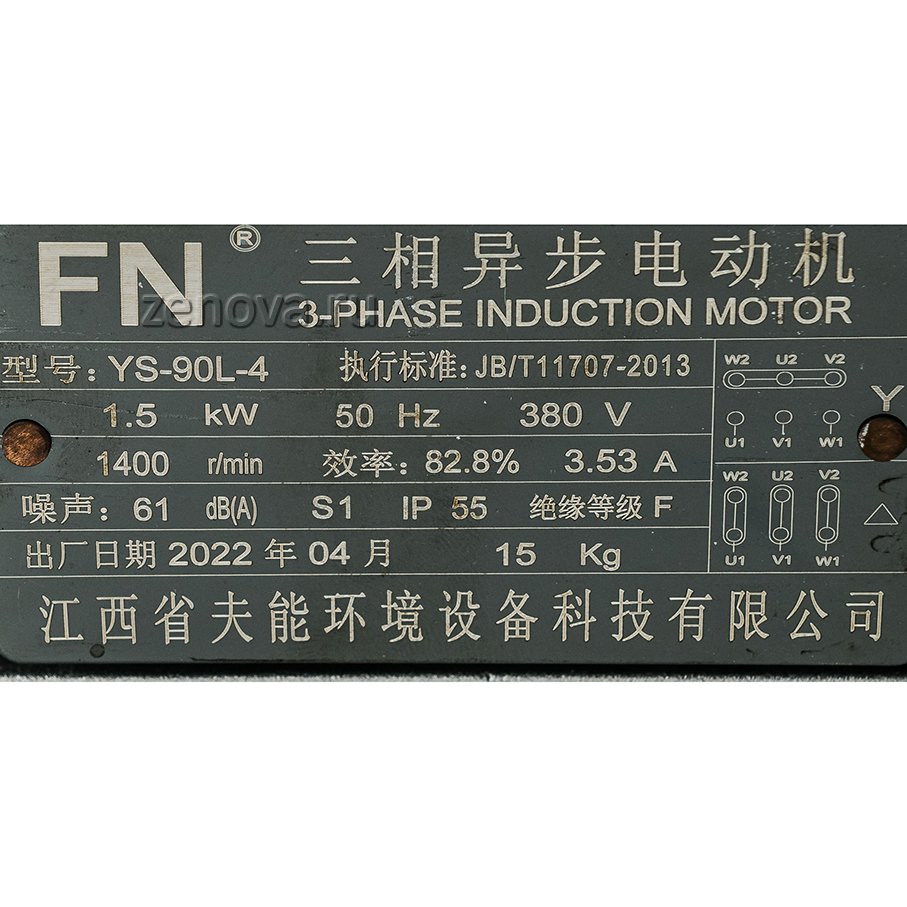 FN® 三相异步电动机
zenova.ru
3-PHASE INDUCTION MOTOR
型号: YS-90L-4 执行标准: JB/T11707-2013
1.5 kW 50 Hz 380 V
1400 r/min 效率: 82.8% 3.53 A
噪声: 61 dB(A) S1 IP 55 绝缘等级 F
出厂日期 2022 年 04 月 15 Kg
W2 U2 V2
Y
U1 V1 W1
W2 U2 V2
△
U1 V1 W1
江西省夫能环境设备科技有限公司